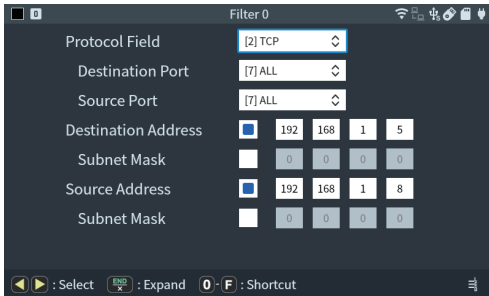 0 Filter 0
Protocol Field [2] TCP
Destination Port [7] ALL
Source Port [7] ALL
Destination Address 192 168 1 5
Subnet Mask 0 0 0 0
Source Address 192 168 1 8
Subnet Mask 0 0 0 0
: Select END X : Expand 0 - F : Shortcut